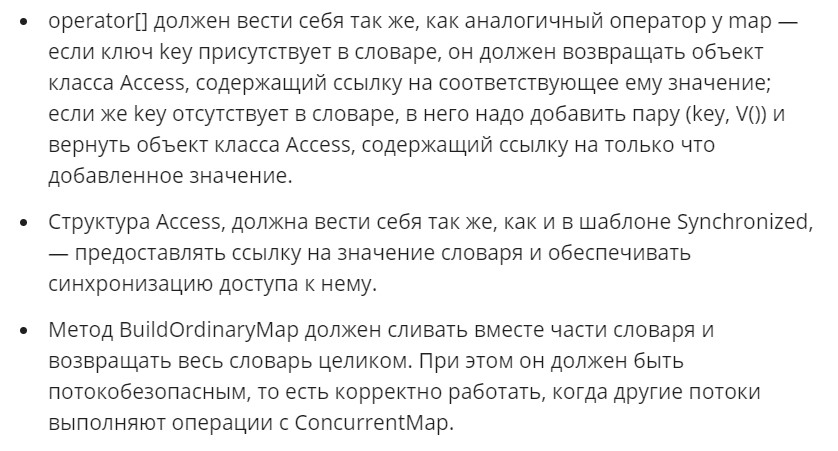 • operator[] должен вести себя так же, как аналогичный оператор у map —
если ключ key присутствует в словаре, он должен возвращать объект
класса Access, содержащий ссылку на соответствующее ему значение;
если же key отсутствует в словаре, в него надо добавить пару (key, V()) и
вернуть объект класса Access, содержащий ссылку на только что
добавленное значение.
• Структура Access, должна вести себя так же, как и в шаблоне Synchronized,
— предоставлять ссылку на значение словаря и обеспечивать
синхронизацию доступа к нему.
• Метод BuildOrdinaryMap должен сливать вместе части словаря и
возвращать весь словарь целиком. При этом он должен быть
потокобезопасным, то есть корректно работать, когда другие потоки
выполняют операции с ConcurrentMap.